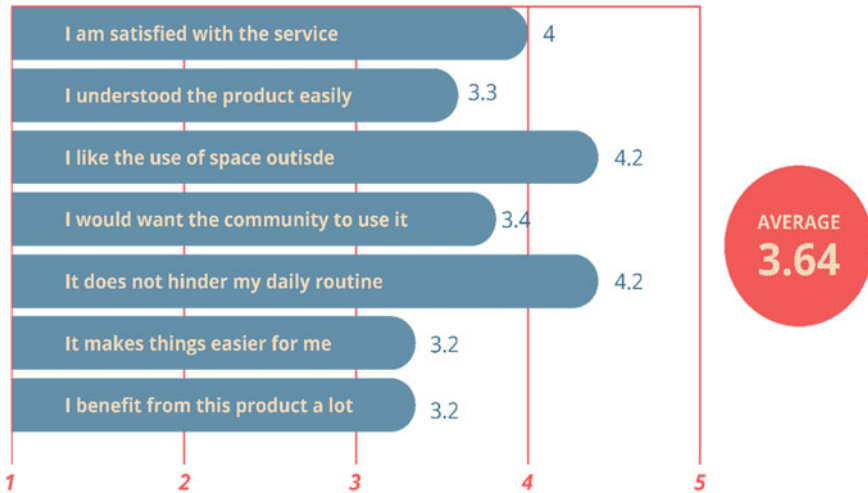 I am satisfied with the service 4
I understood the product easily 3.3
I like the use of space outisde 4.2
I would want the community to use it 3.4
It does not hinder my daily routine 4.2
It makes things easier for me 3.2
I benefit from this product a lot 3.2
AVERAGE
3.64
1 2 3 4 5